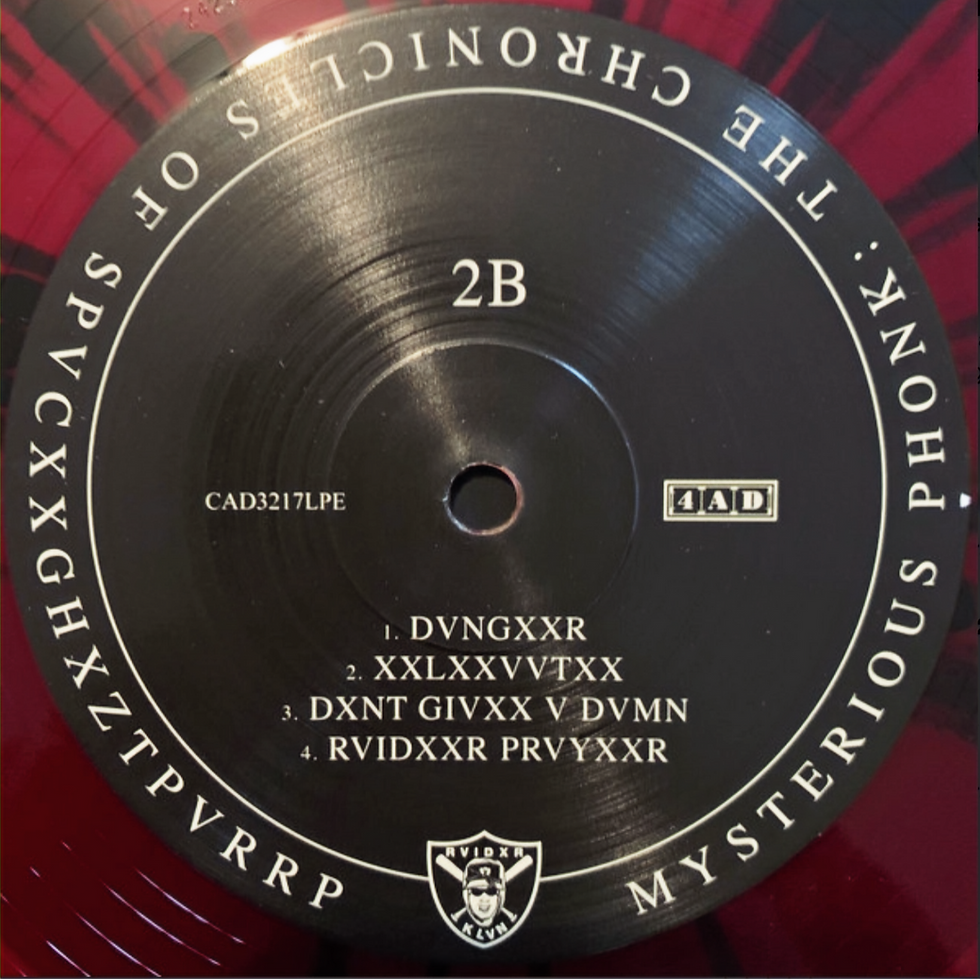 MYSTERIOUS PHONK: THE CHRONICLES OF SPVCXXGHXZTPVRRP
2B
CAD3217LPE
4AD
1. DVNGXXR
2. XXLXXVVTXX
3. DXNT GIVXX V DVMN
4. RVIDXXR PRVYXXR
RVIDXR
KLVN